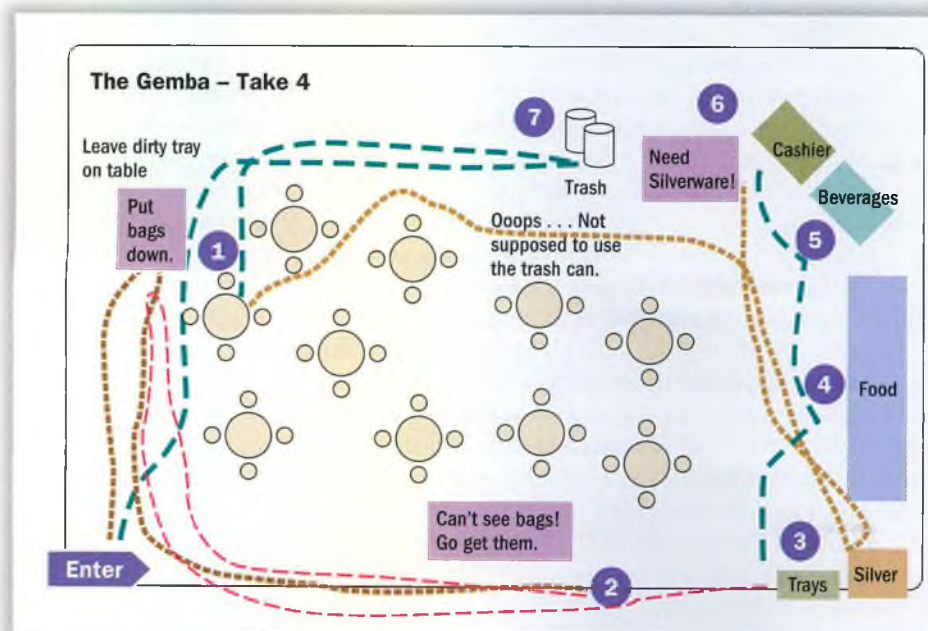 The Gemba – Take 4
Leave dirty tray
on table
Put
bags
down.
1
7
Trash
6
Need
Silverware!
Cashier
Beverages
Ooops . . . Not
supposed to use
the trash can.
5
4
Food
Can't see bags!
Go get them.
Enter
2
3
Trays
Silver